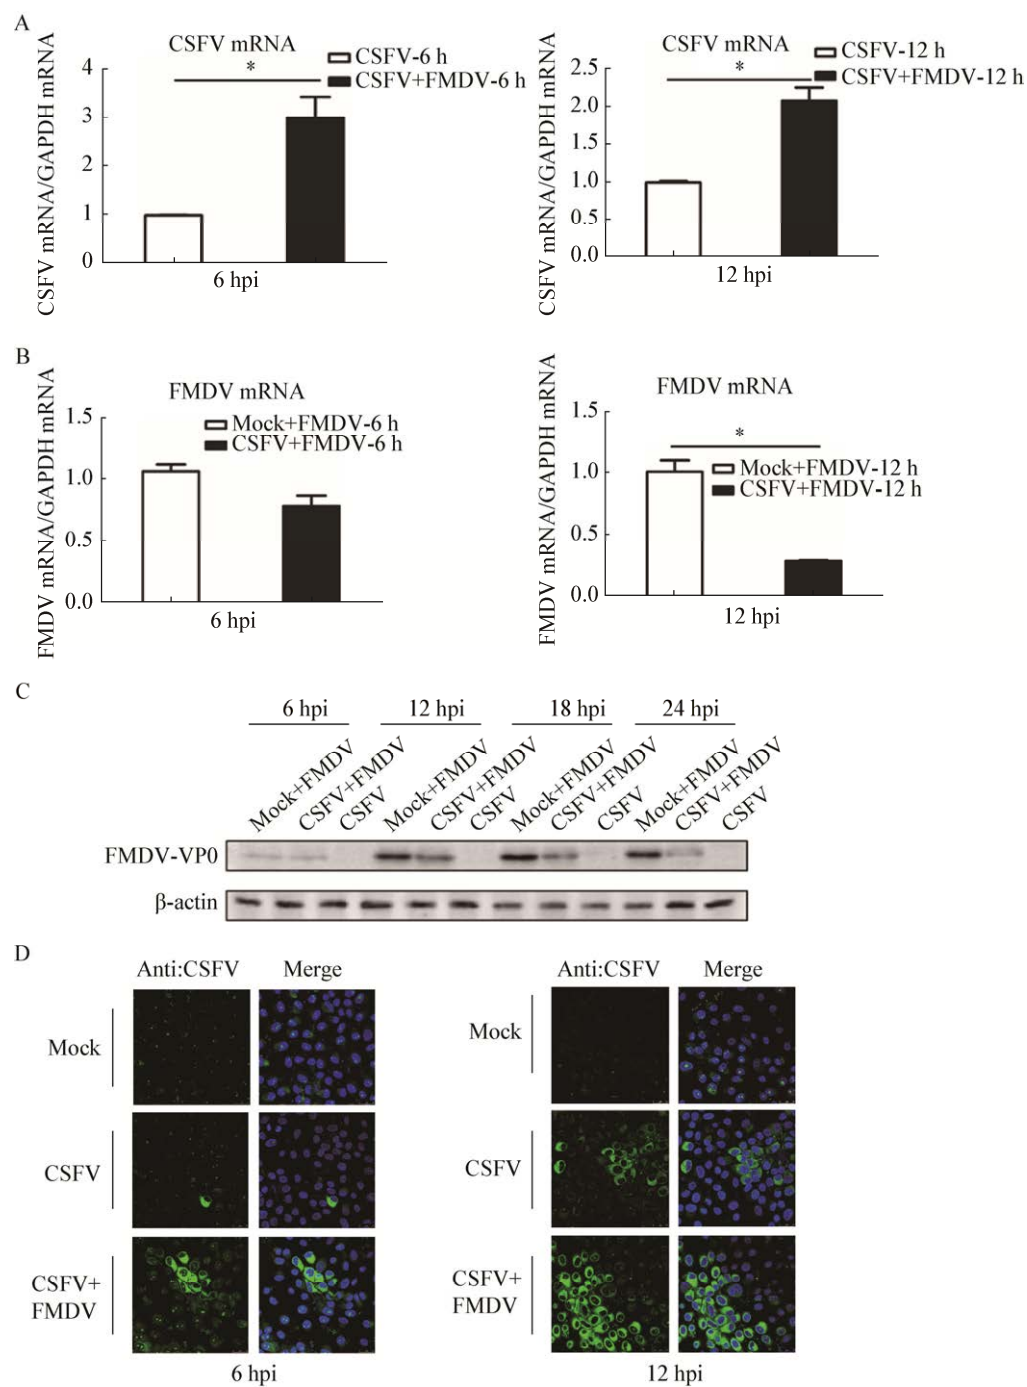 A
CSFV mRNA
CSFV-6 h
CSFV+FMDV-6 h
*
CSFV mRNA/GAPDH mRNA
4
3
2
1
0
6 hpi
CSFV mRNA
CSFV-12 h
CSFV+FMDV-12 h
*
CSFV mRNA/GAPDH mRNA
2.5
2.0
1.5
1.0
0.5
0.0
12 hpi
B
FMDV mRNA
Mock+FMDV-6 h
CSFV+FMDV-6 h
FMDV mRNA/GAPDH mRNA
1.5
1.0
0.5
0.0
6 hpi
FMDV mRNA
*
Mock+FMDV-12 h
CSFV+FMDV-12 h
FMDV mRNA/GAPDH mRNA
1.5
1.0
0.5
0.0
12 hpi
C
6 hpi 12 hpi 18 hpi 24 hpi
Mock+FMDV
CSFV+FMDV
CSFV
Mock+FMDV
CSFV+FMDV
CSFV
Mock+FMDV
CSFV+FMDV
CSFV
Mock+FMDV
CSFV+FMDV
CSFV
FMDV-VP0
β-actin
D
Anti:CSFV Merge
Mock
CSFV
CSFV+
FMDV
6 hpi
Anti:CSFV Merge
Mock
CSFV
CSFV+
FMDV
12 hpi